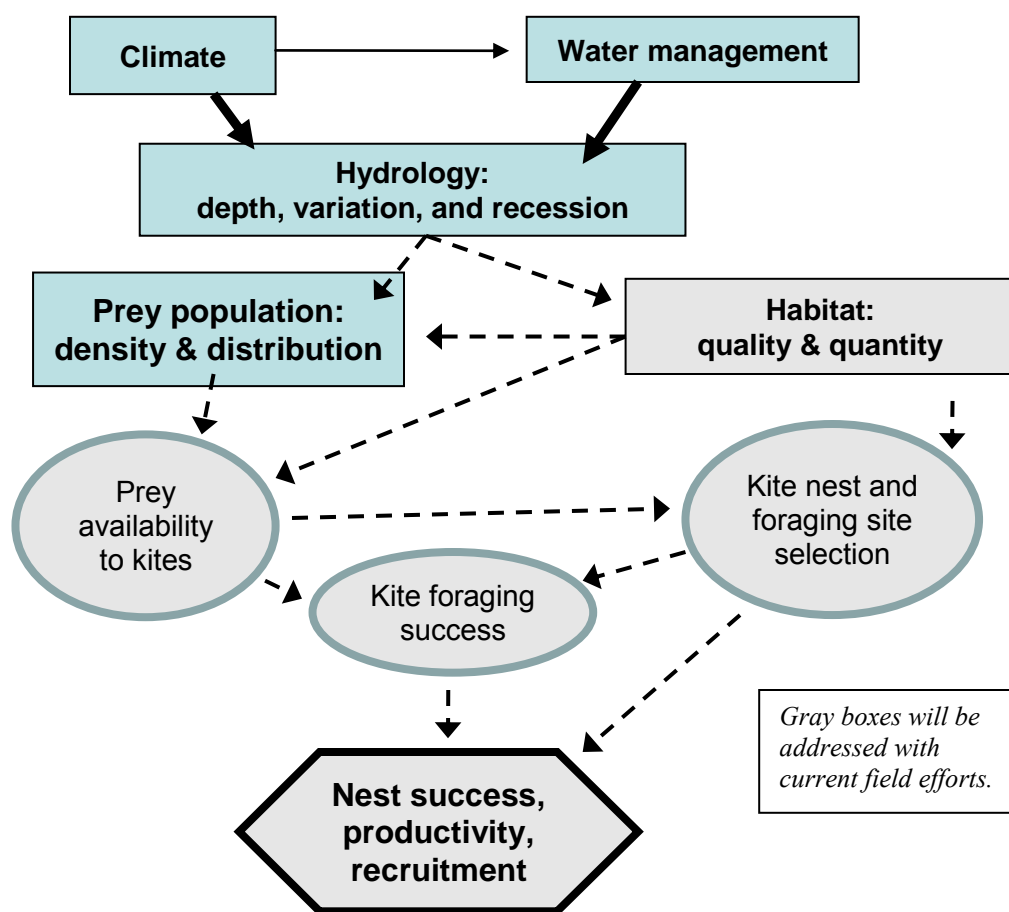 Climate
Water management
Hydrology:
depth, variation, and recession
Prey population:
density & distribution
Habitat:
quality & quantity
Prey
availability
to kites
Kite nest and
foraging site
selection
Kite foraging
success
Gray boxes will be
addressed with
current field efforts.
Nest success,
productivity,
recruitment